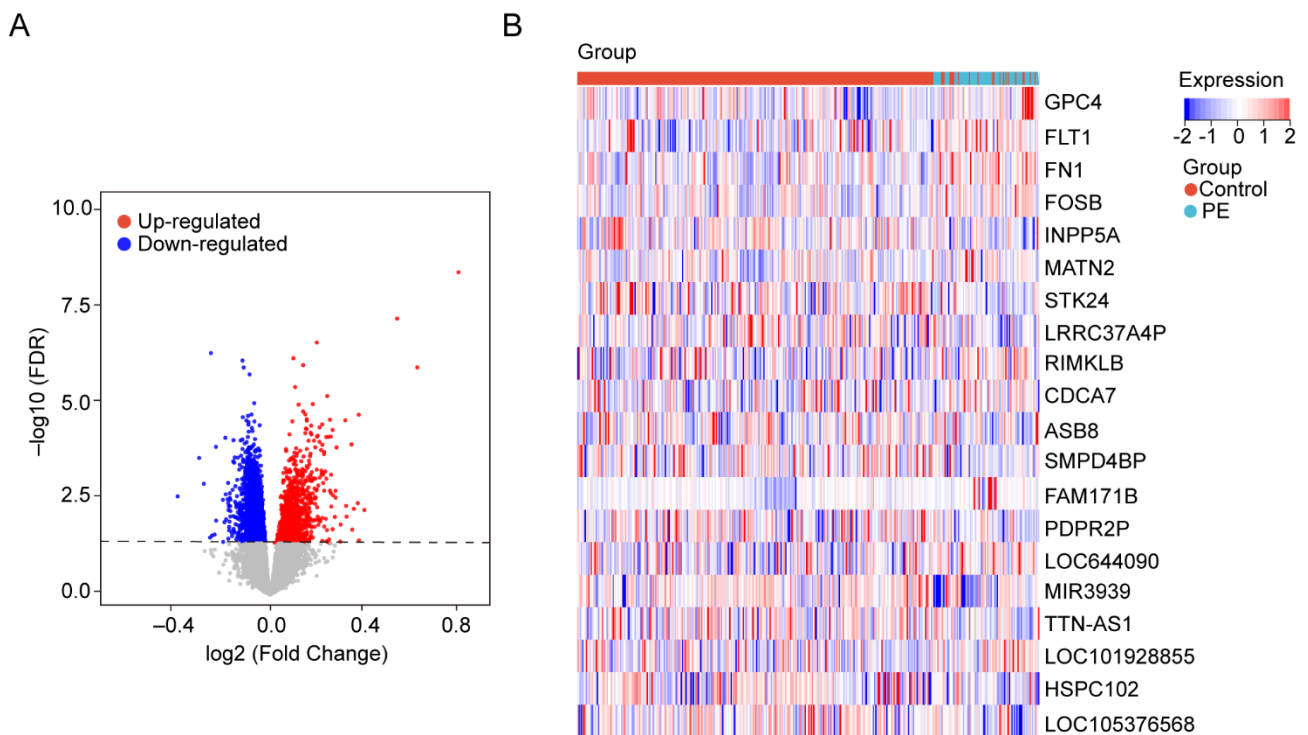 A
–log10 (FDR)
10.0
7.5
5.0
2.5
0.0
Up-regulated
Down-regulated
–0.4 0.0 0.4 0.8
log2 (Fold Change)
B
Group
GPC4
FLT1
FN1
FOSB
INPP5A
MATN2
STK24
LRRC37A4P
RIMKLB
CDCA7
ASB8
SMPD4BP
FAM171B
PDPR2P
LOC644090
MIR3939
TTN-AS1
LOC101928855
HSPC102
LOC105376568
Expression
-2 -1 0 1 2
Group
Control
PE